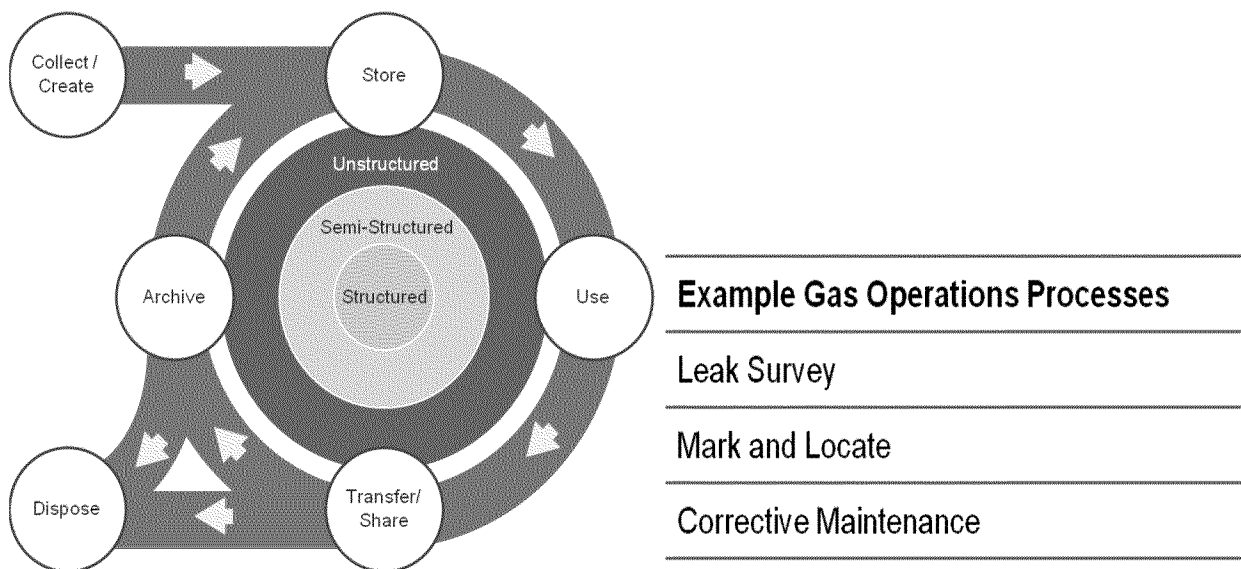 Collect /
Create
Store
Unstructured
Semi-Structured
Structured
Archive
Use
Dispose
Transfer/
Share
Example Gas Operations Processes
Leak Survey
Mark and Locate
Corrective Maintenance